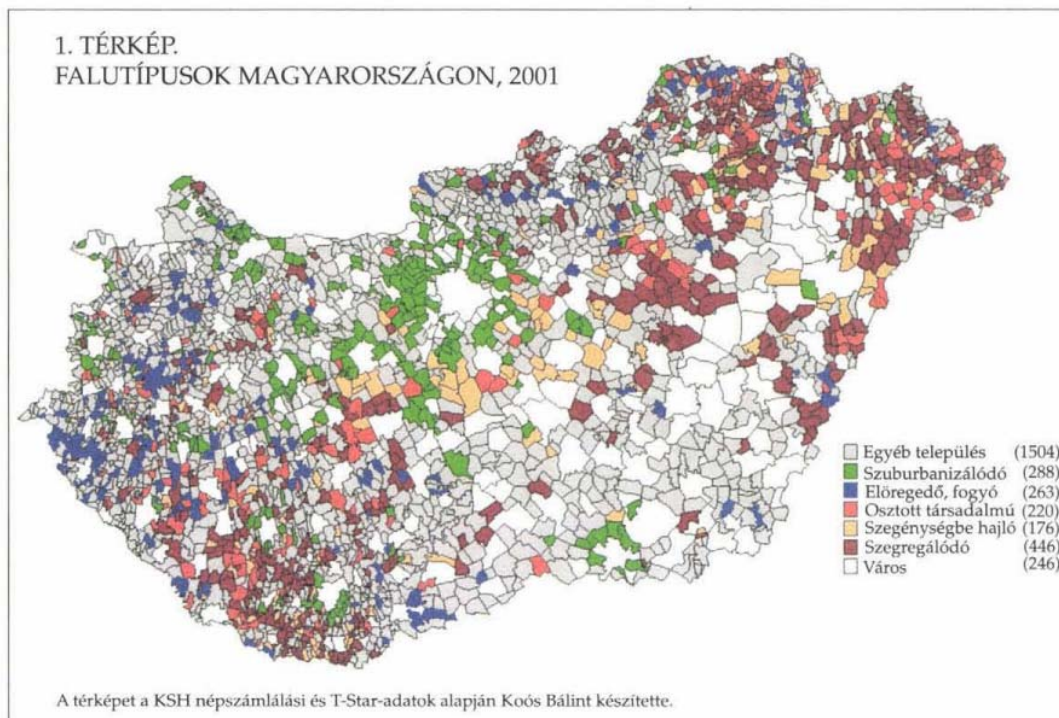 1. TÉRKÉP.
FALUTÍPUSOK MAGYARORSZÁGON, 2001
Egyéb település (1504)
Szuburbanizálódó (288)
Elöregedő, fogyó (263)
Osztott társadalmú (220)
Szegénységbe hajló (176)
Szegregálódó (446)
Város (246)
A térképet a KSH népszámlálási és T-Star-adatok alapján Koós Bálint készítette.